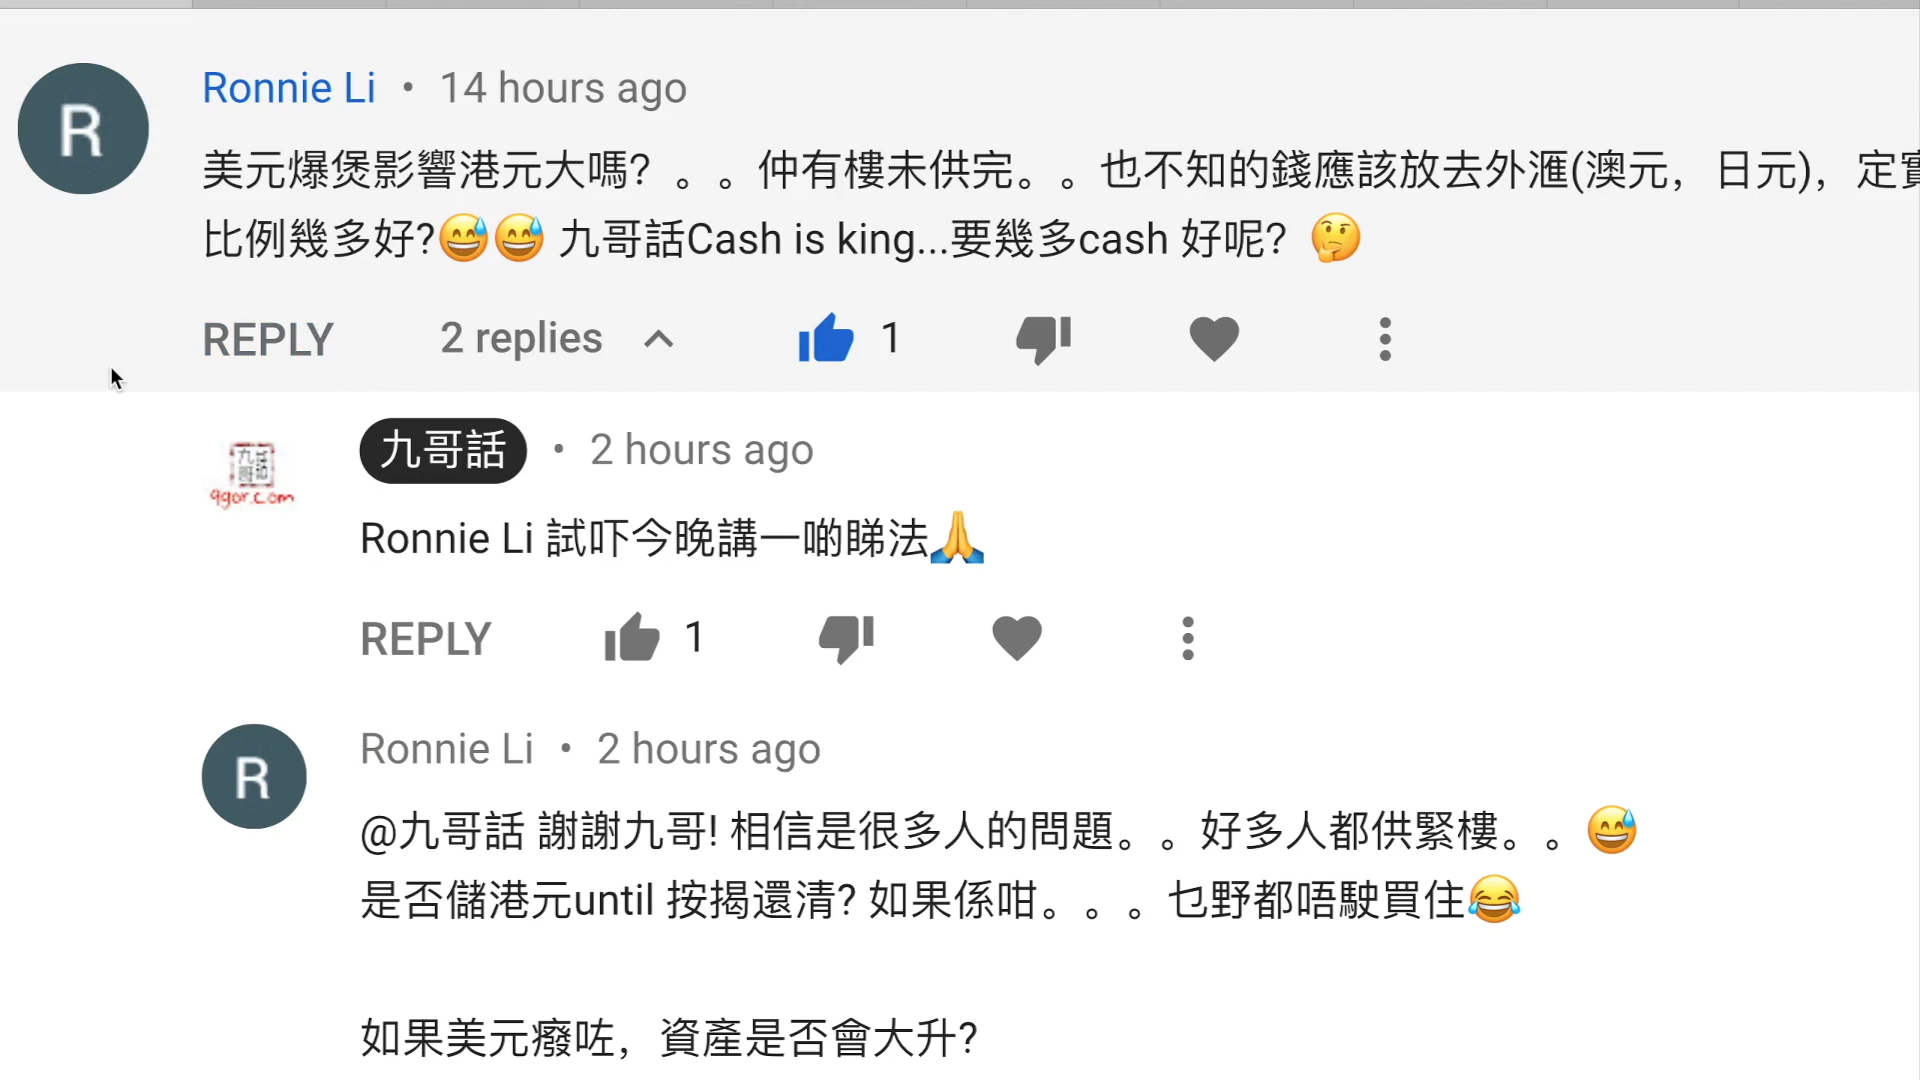 R
Ronnie Li • 14 hours ago
美元爆煲影響港元大嗎? 。。仲有樓未供完。。也不知的錢應該放去外滙(澳元，日元)，定
比例幾多好?😅😅 九哥話Cash is king...要幾多cash 好呢? 🤔
REPLY 2 replies 1
九哥話
9gor.com
九哥話 • 2 hours ago
Ronnie Li 試吓今晚講一啲睇法🙏
REPLY 1
R
Ronnie Li • 2 hours ago
@九哥話 謝謝九哥! 相信是很多人的問題。。好多人都供緊樓。。😅
是否儲港元until 按揭還清? 如果係咁。。。乜野都唔駛買住😂
如果美元癈咗，資產是否會大升?